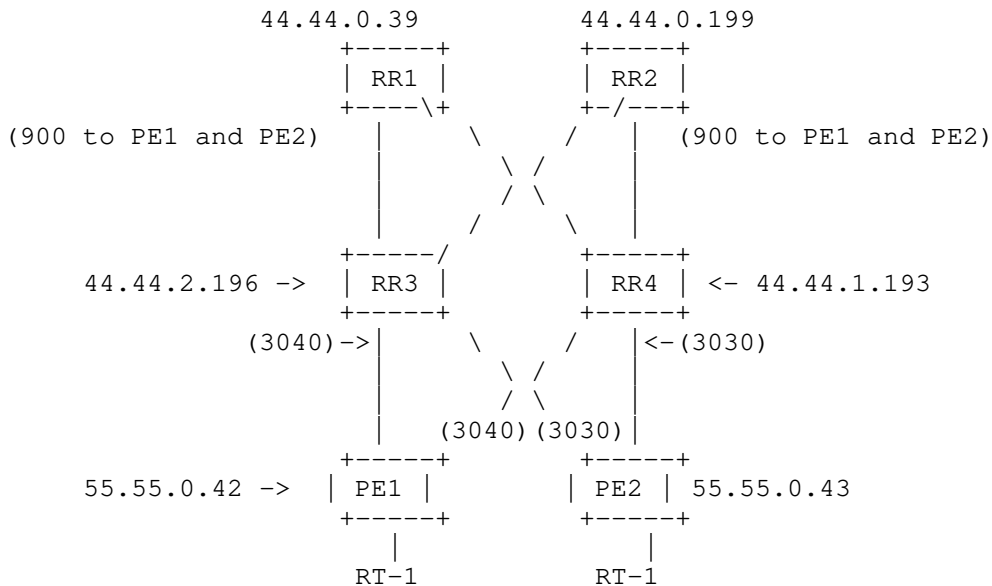 44.44.0.39 44.44.0.199
RR1 RR2
(900 to PE1 and PE2) (900 to PE1 and PE2)
44.44.2.196 -> RR3 RR4 <- 44.44.1.193
(3040)-> <-(3030)
(3040)(3030)
55.55.0.42 -> PE1 PE2 55.55.0.43
RT-1 RT-1